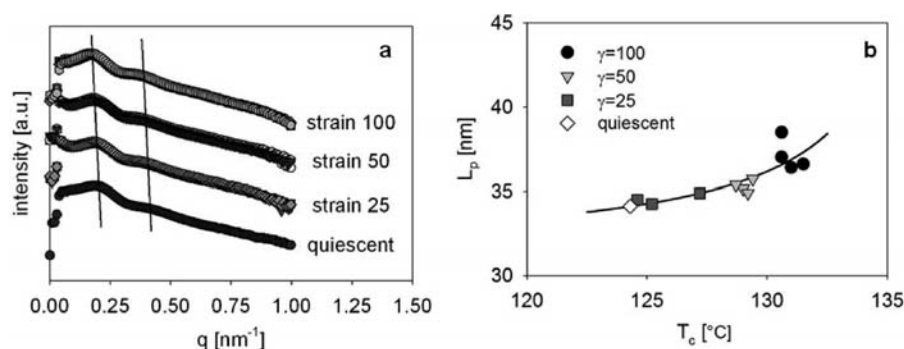 a
intensity [a.u.]
strain 100
strain 50
strain 25
quiescent
0.00 0.25 0.50 0.75 1.00 1.25 1.50
q [nm⁻¹]
b
γ=100
γ=50
γ=25
quiescent
45
40
35
30
Lₚ [nm]
120 125 130 135
T꜀ [°C]